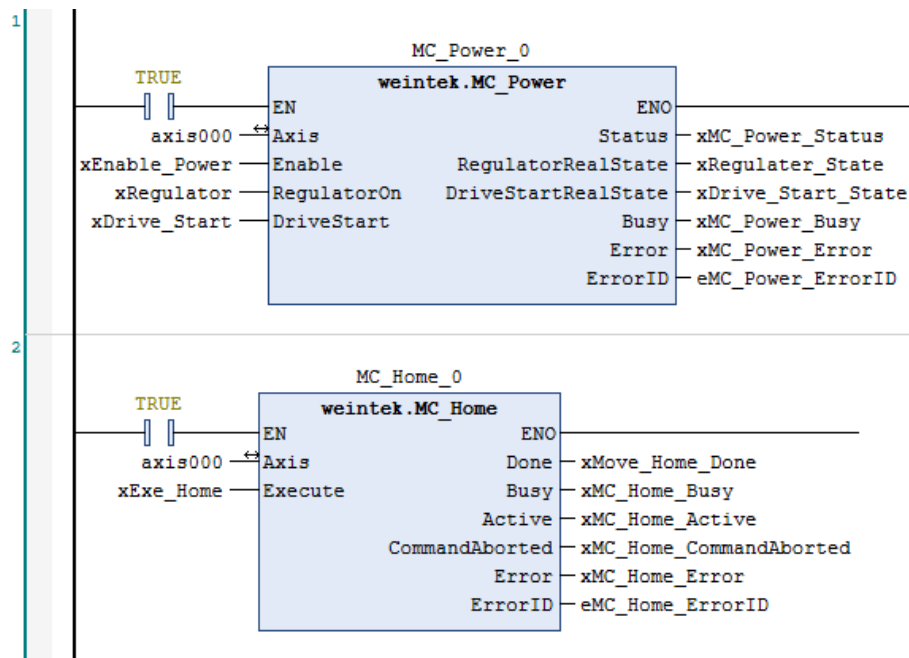 1
MC_Power_0
TRUE
weintek.MC_Power
EN ENO
axis000 Axis Status xMC_Power_Status
xEnable_Power Enable RegulatorRealState xRegulater_State
xRegulator RegulatorOn DriveStartRealState xDrive_Start_State
xDrive_Start DriveStart Busy xMC_Power_Busy
Error xMC_Power_Error
ErrorID eMC_Power_ErrorID
2
MC_Home_0
TRUE
weintek.MC_Home
EN ENO
axis000 Axis Done xMove_Home_Done
xExe_Home Execute Busy xMC_Home_Busy
Active xMC_Home_Active
CommandAborted xMC_Home_CommandAborted
Error xMC_Home_Error
ErrorID eMC_Home_ErrorID